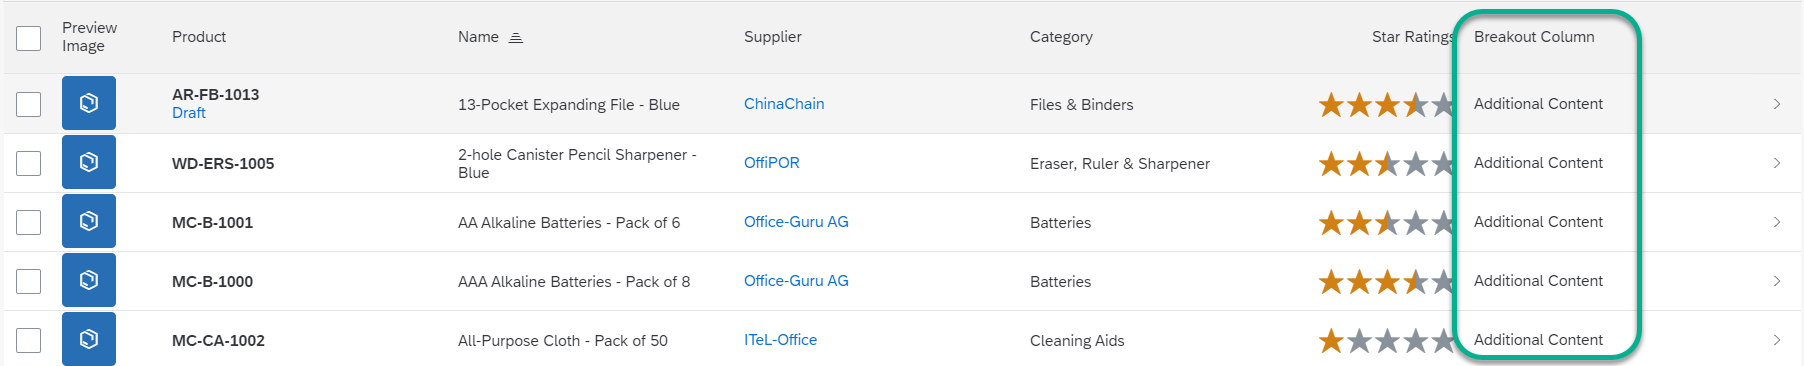 Preview
Image
Product
Name
Supplier
Category
Star Ratings
Breakout Column
AR-FB-1013
Draft
13-Pocket Expanding File - Blue
ChinaChain
Files & Binders
Additional Content
WD-ERS-1005
2-hole Canister Pencil Sharpener -
Blue
OffiPOR
Eraser, Ruler & Sharpener
Additional Content
MC-B-1001
AA Alkaline Batteries - Pack of 6
Office-Guru AG
Batteries
Additional Content
MC-B-1000
AAA Alkaline Batteries - Pack of 8
Office-Guru AG
Batteries
Additional Content
MC-CA-1002
All-Purpose Cloth - Pack of 50
ITeL-Office
Cleaning Aids
Additional Content